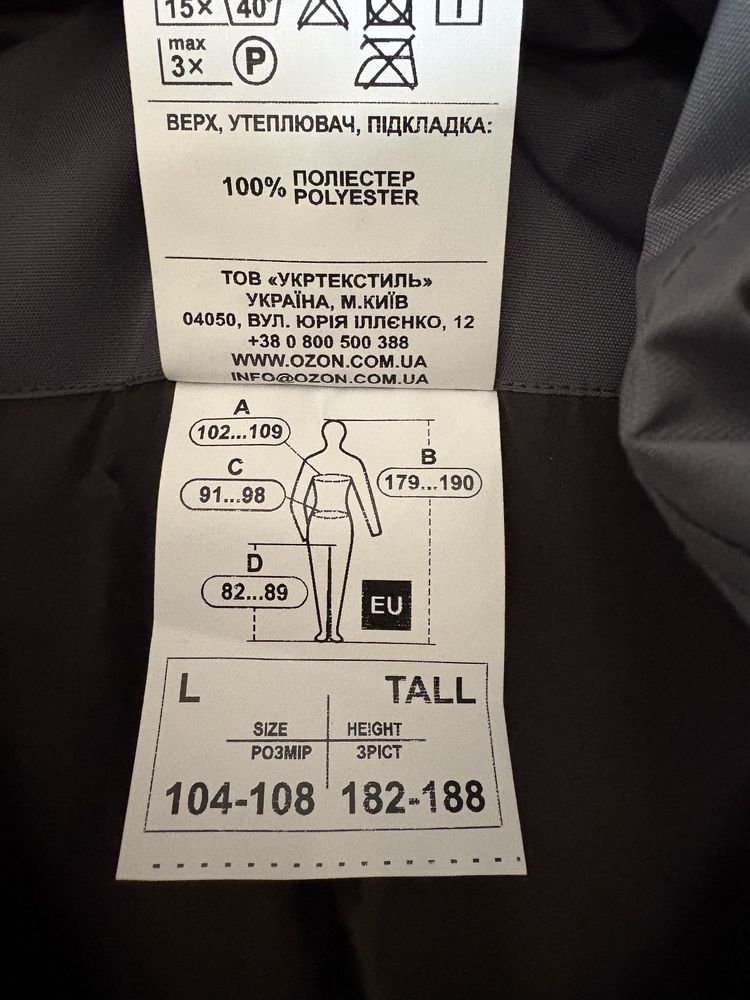 15×
40°
max
3×
P
ВЕРХ, УТЕПЛЮВАЧ, ПІДКЛАДКА:
100% ПОЛІЕСТЕР
POLYESTER
ТОВ «УКРТЕКСТИЛЬ»
УКРАЇНА, М.КИЇВ
04050, ВУЛ. ЮРІЯ ІЛЛЄНКО, 12
+38 0 800 500 388
WWW.OZON.COM.UA
INFO@OZON.COM.UA
A
102...109
B
179...190
C
91...98
D
82...89
EU
L TALL
SIZE HEIGHT
РОЗМІР ЗРІСТ
104-108 182-188